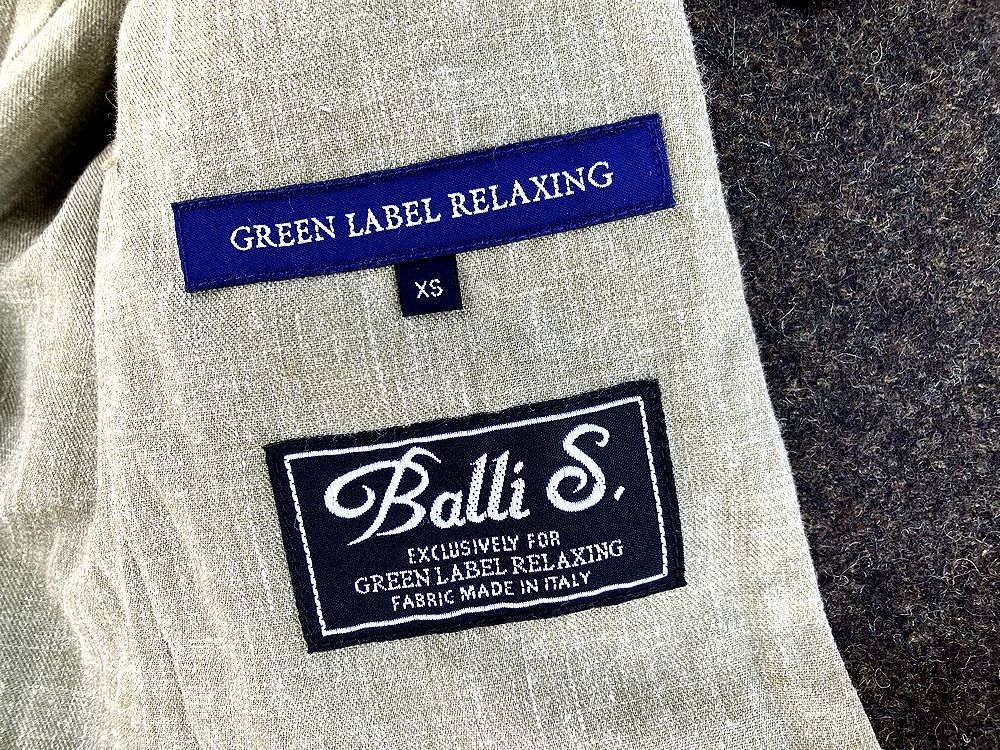 GREEN LABEL RELAXING
XS
Balli S.
EXCLUSIVELY FOR
GREEN LABEL RELAXING
FABRIC MADE IN ITALY